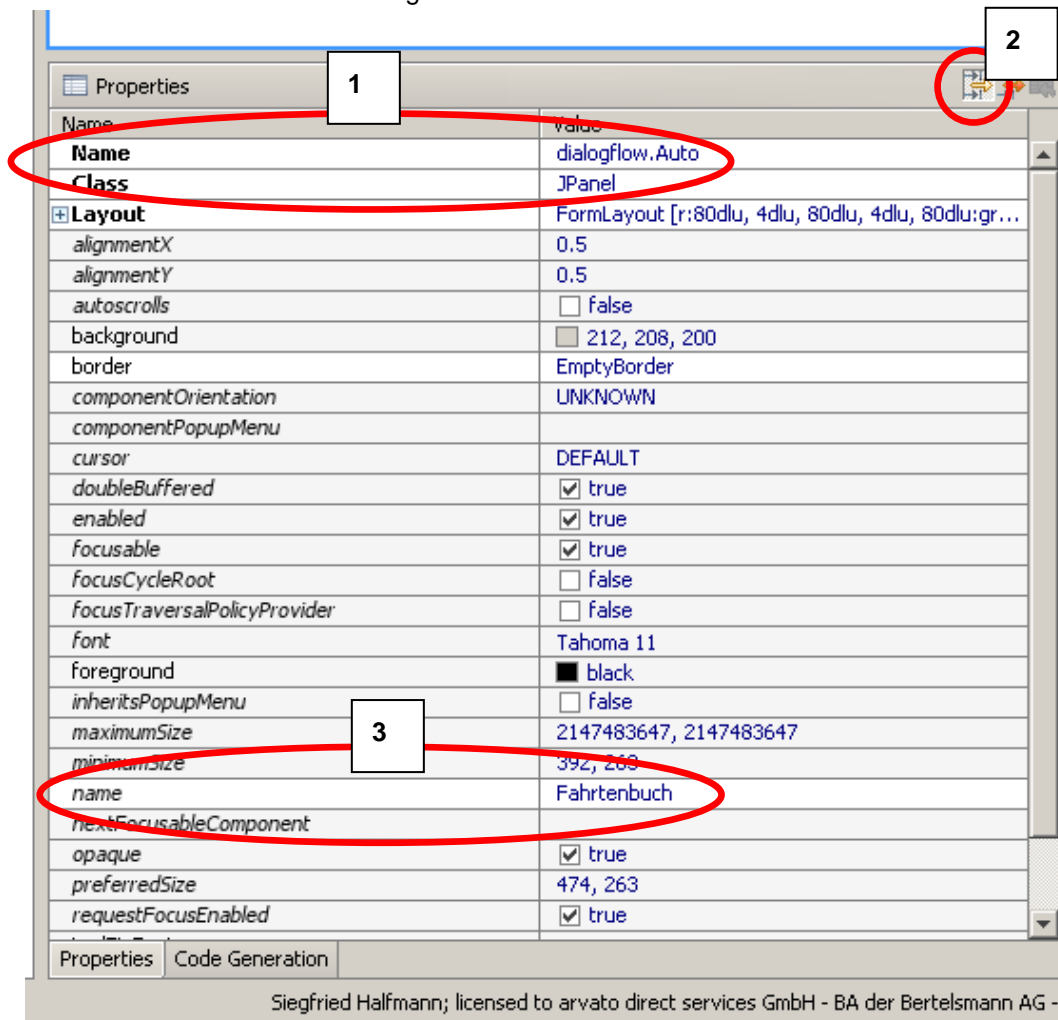 2
1
Properties
Name Value
Name dialogflow.Auto
Class JPanel
Layout FormLayout [r:80dlu, 4dlu, 80dlu, 4dlu, 80dlu:gr...
alignmentX 0.5
alignmentY 0.5
autoscrolls false
background 212, 208, 200
border EmptyBorder
componentOrientation UNKNOWN
componentPopupMenu
cursor DEFAULT
doubleBuffered true
enabled true
focusable true
focusCycleRoot false
focusTraversalPolicyProvider false
font Tahoma 11
foreground black
inheritsPopupMenu false
3
maximumSize 2147483647, 2147483647
minimumSize 392, 263
name Fahrtenbuch
nextFocusableComponent
opaque true
preferredSize 474, 263
requestFocusEnabled true
Properties Code Generation
Siegfried Halfmann; licensed to arvato direct services GmbH - BA der Bertelsmann AG -